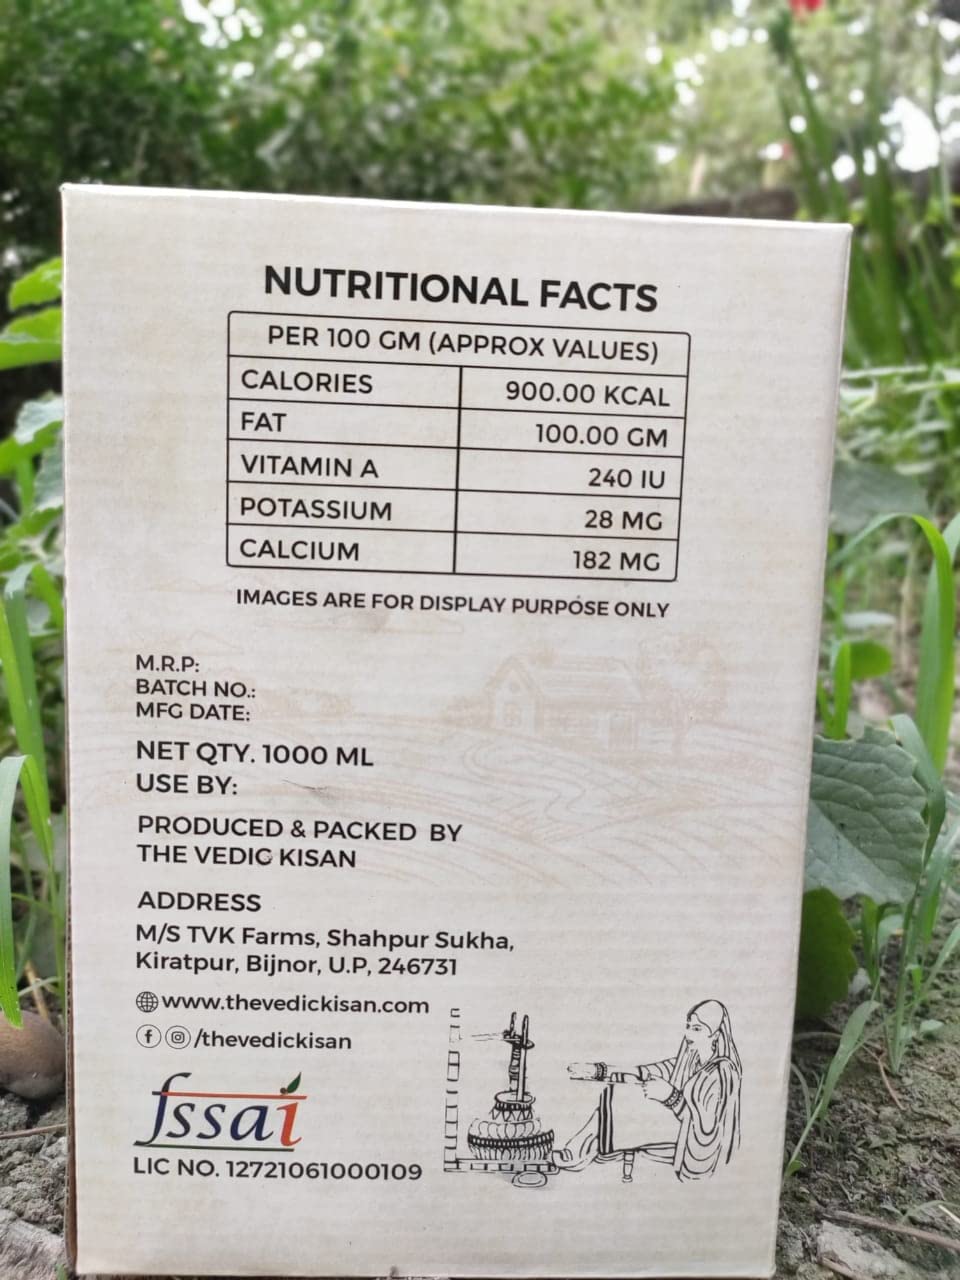 NUTRITIONAL FACTS
PER 100 GM (APPROX VALUES)
CALORIES 900.00 KCAL
FAT 100.00 GM
VITAMIN A 240 IU
POTASSIUM 28 MG
CALCIUM 182 MG
IMAGES ARE FOR DISPLAY PURPOSE ONLY
M.R.P:
BATCH NO.:
MFG DATE:
NET QTY. 1000 ML
USE BY:
PRODUCED & PACKED BY
THE VEDIC KISAN
ADDRESS
M/S TVK Farms, Shahpur Sukha,
Kiratpur, Bijnor, U.P, 246731
www.thevedickisan.com
f /thevedickisan
fssai
LIC NO. 12721061000109